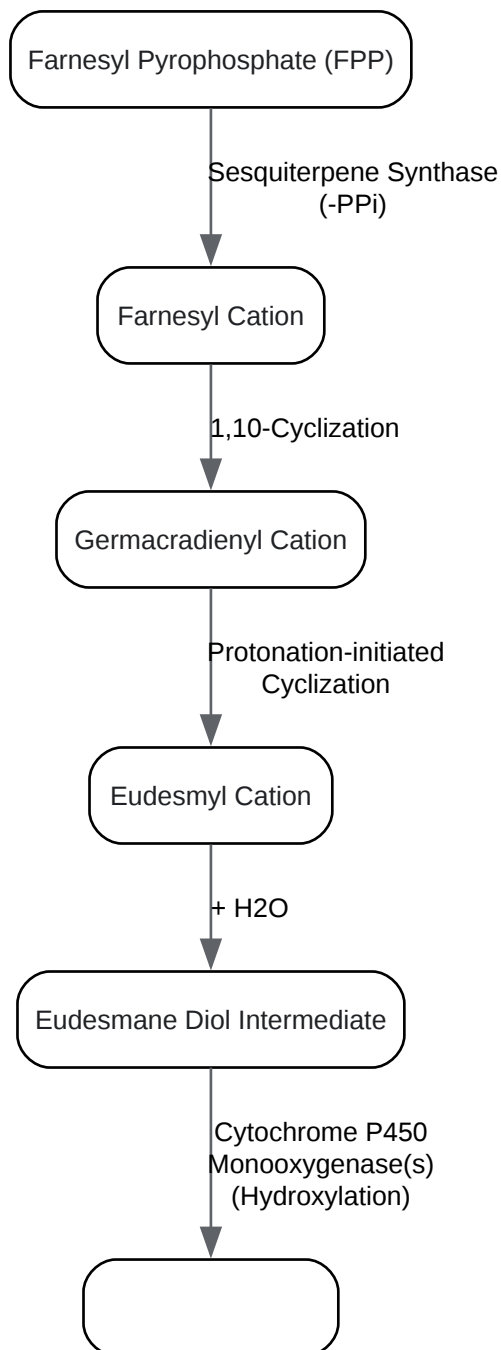 Farnesyl Pyrophosphate (FPP)
Sesquiterpene Synthase
(-PPi)
Farnesyl Cation
1,10-Cyclization
Germacradienyl Cation
Protonation-initiated
Cyclization
Eudesmyl Cation
+ H2O
Eudesmane Diol Intermediate
Cytochrome P450
Monooxygenase(s)
(Hydroxylation)